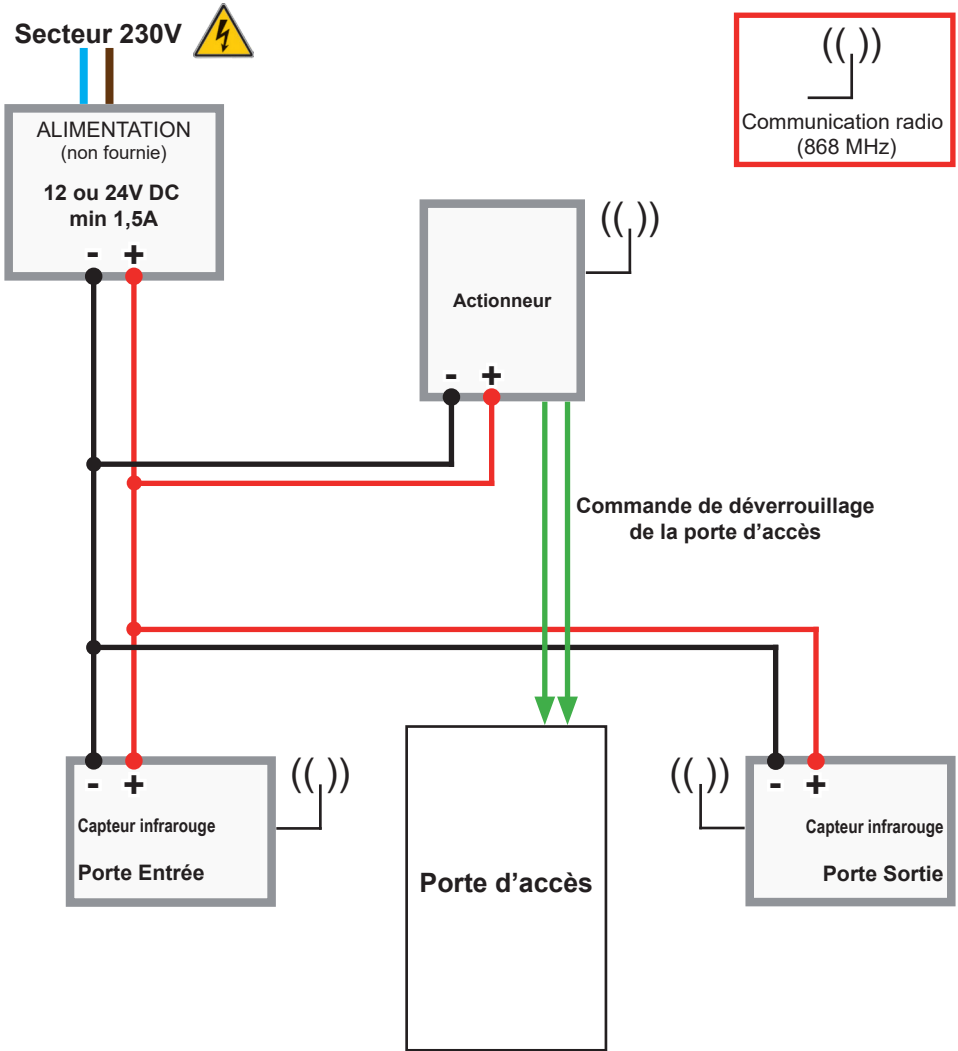 Secteur 230V
ALIMENTATION
(non fournie)
12 ou 24V DC
min 1,5A
- +
(( ))
Communication radio
(868 MHz)
(( ))
Actionneur
- +
Commande de déverrouillage
de la porte d’accès
- +
(( ))
Capteur infrarouge
Porte Entrée
Porte d’accès
(( ))
- +
Capteur infrarouge
Porte Sortie